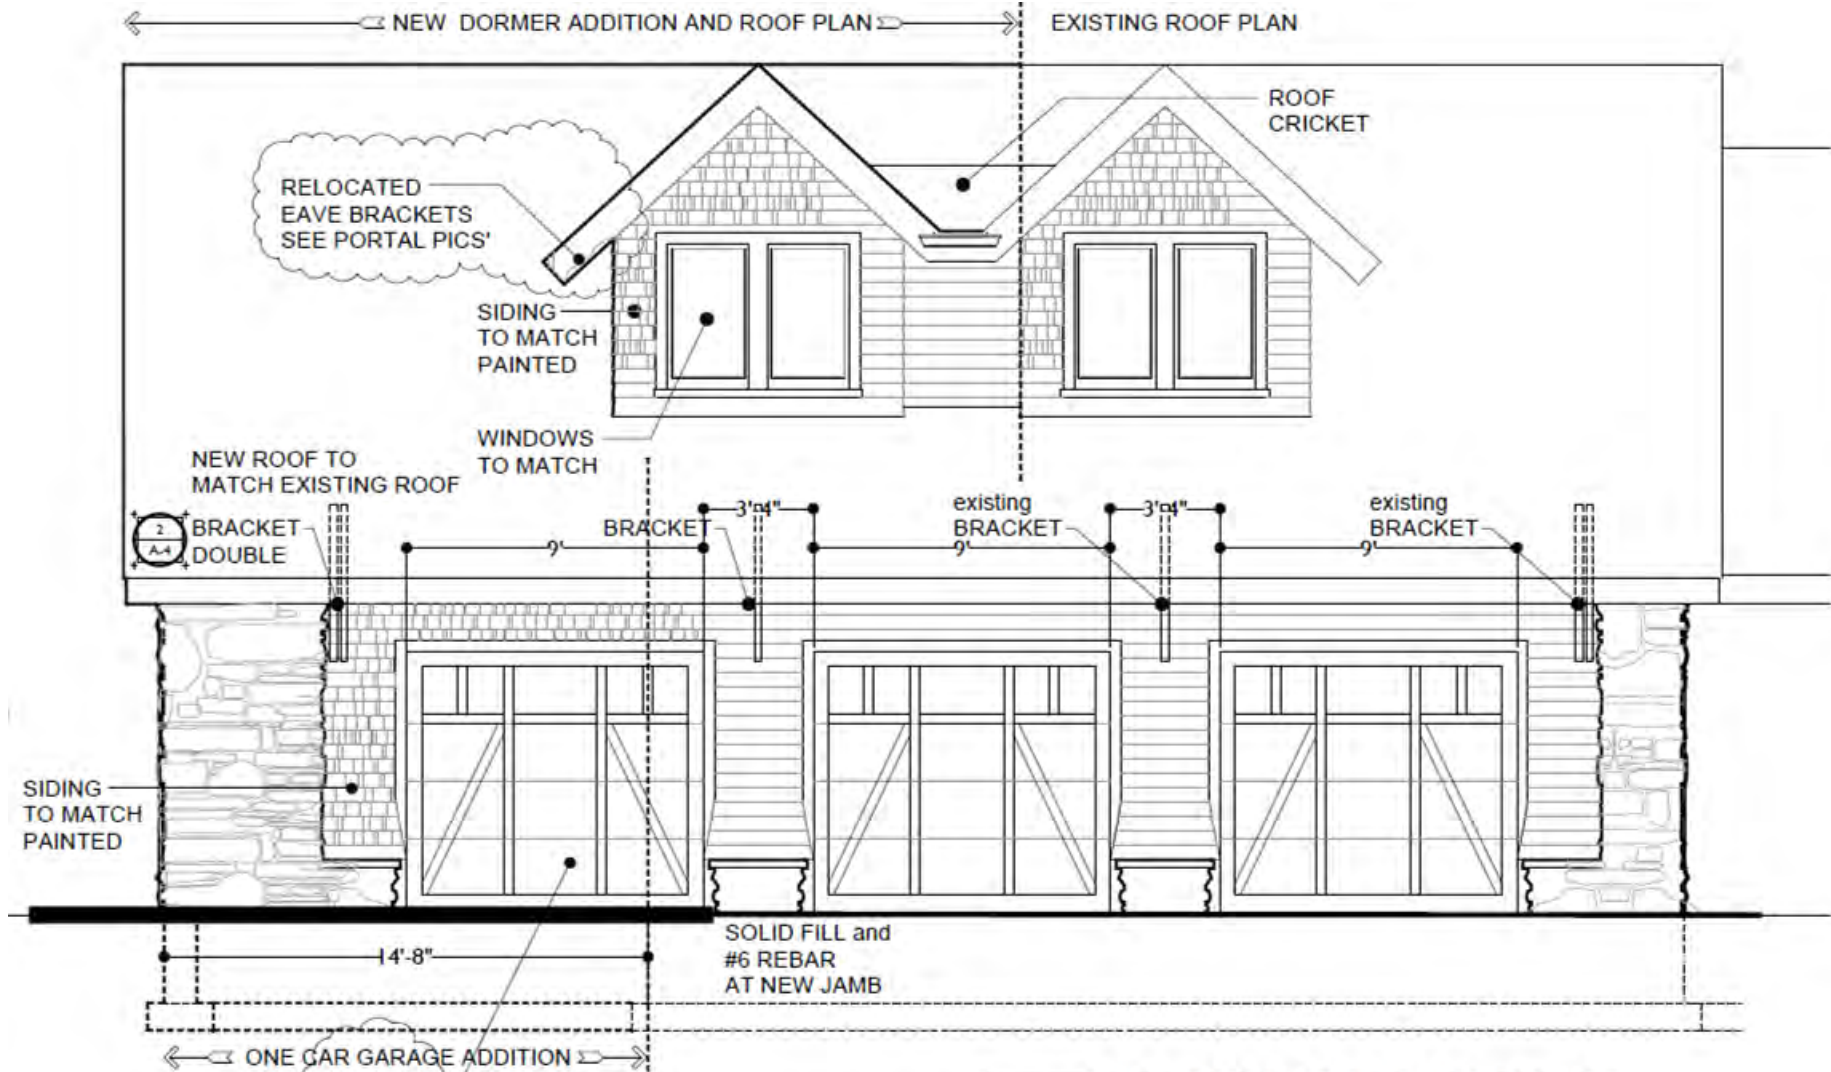 NEW DORMER ADDITION AND ROOF PLAN
EXISTING ROOF PLAN
ROOF
CRICKET
RELOCATED
EAVE BRACKETS
SEE PORTAL PICS'
SIDING
TO MATCH
PAINTED
WINDOWS
TO MATCH
NEW ROOF TO
MATCH EXISTING ROOF
2
A-4
BRACKET
DOUBLE
9'
BRACKET
3'-4"
9'
existing
BRACKET
3'-4"
9'
existing
BRACKET
SIDING
TO MATCH
PAINTED
14'-8"
SOLID FILL and
#6 REBAR
AT NEW JAMB
ONE CAR GARAGE ADDITION